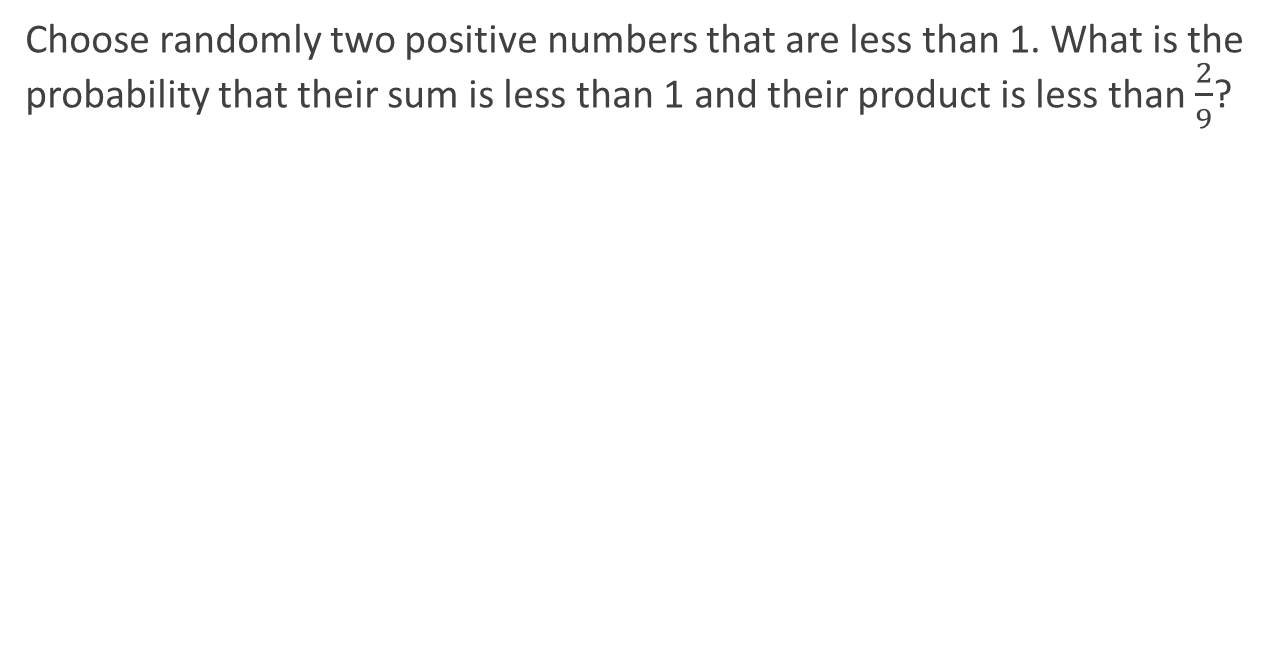 Choose randomly two positive numbers that are less than 1. What is the
probability that their sum is less than 1 and their product is less than 2/9?